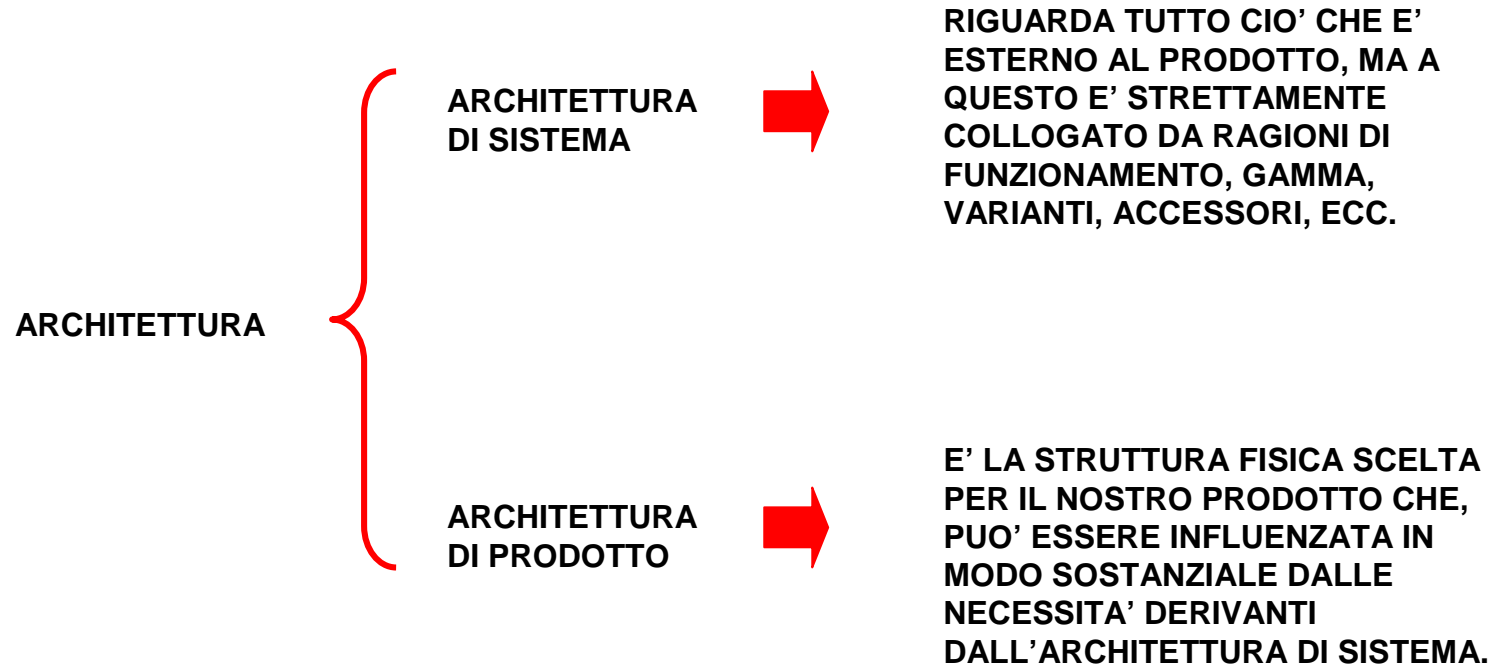 ARCHITETTURA
ARCHITETTURA
DI SISTEMA
RIGUARDA TUTTO CIO’ CHE E’
ESTERNO AL PRODOTTO, MA A
QUESTO E’ STRETTAMENTE
COLLOGATO DA RAGIONI DI
FUNZIONAMENTO, GAMMA,
VARIANTI, ACCESSORI, ECC.
ARCHITETTURA
DI PRODOTTO
E’ LA STRUTTURA FISICA SCELTA
PER IL NOSTRO PRODOTTO CHE,
PUO’ ESSERE INFLUENZATA IN
MODO SOSTANZIALE DALLE
NECESSITA’ DERIVANTI
DALL’ARCHITETTURA DI SISTEMA.